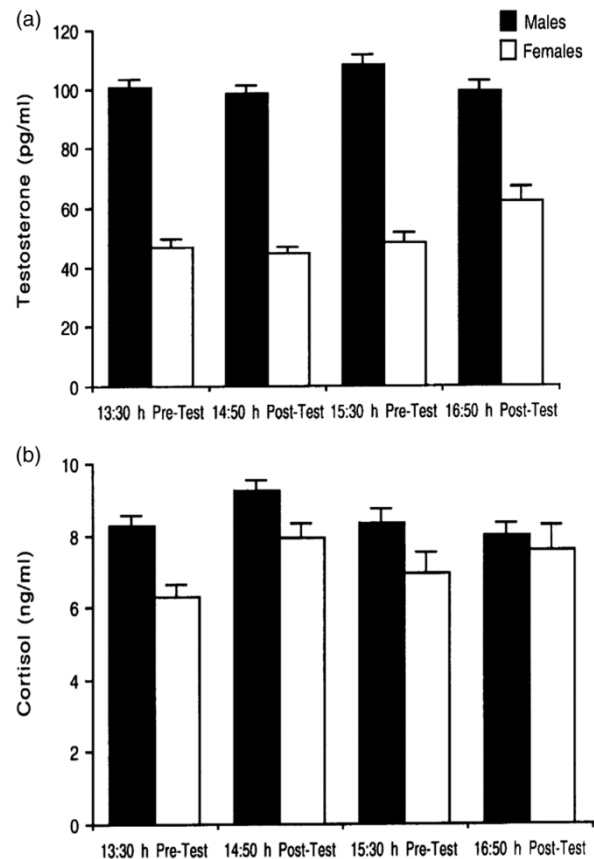 (a)
Males
Females
Testosterone (pg/ml)
120
100
80
60
40
20
0
13:30 h Pre-Test 14:50 h Post-Test 15:30 h Pre-Test 16:50 h Post-Test
(b)
Cortisol (ng/ml)
10
8
6
4
2
0
13:30 h Pre-Test 14:50 h Post-Test 15:30 h Pre-Test 16:50 h Post-Test